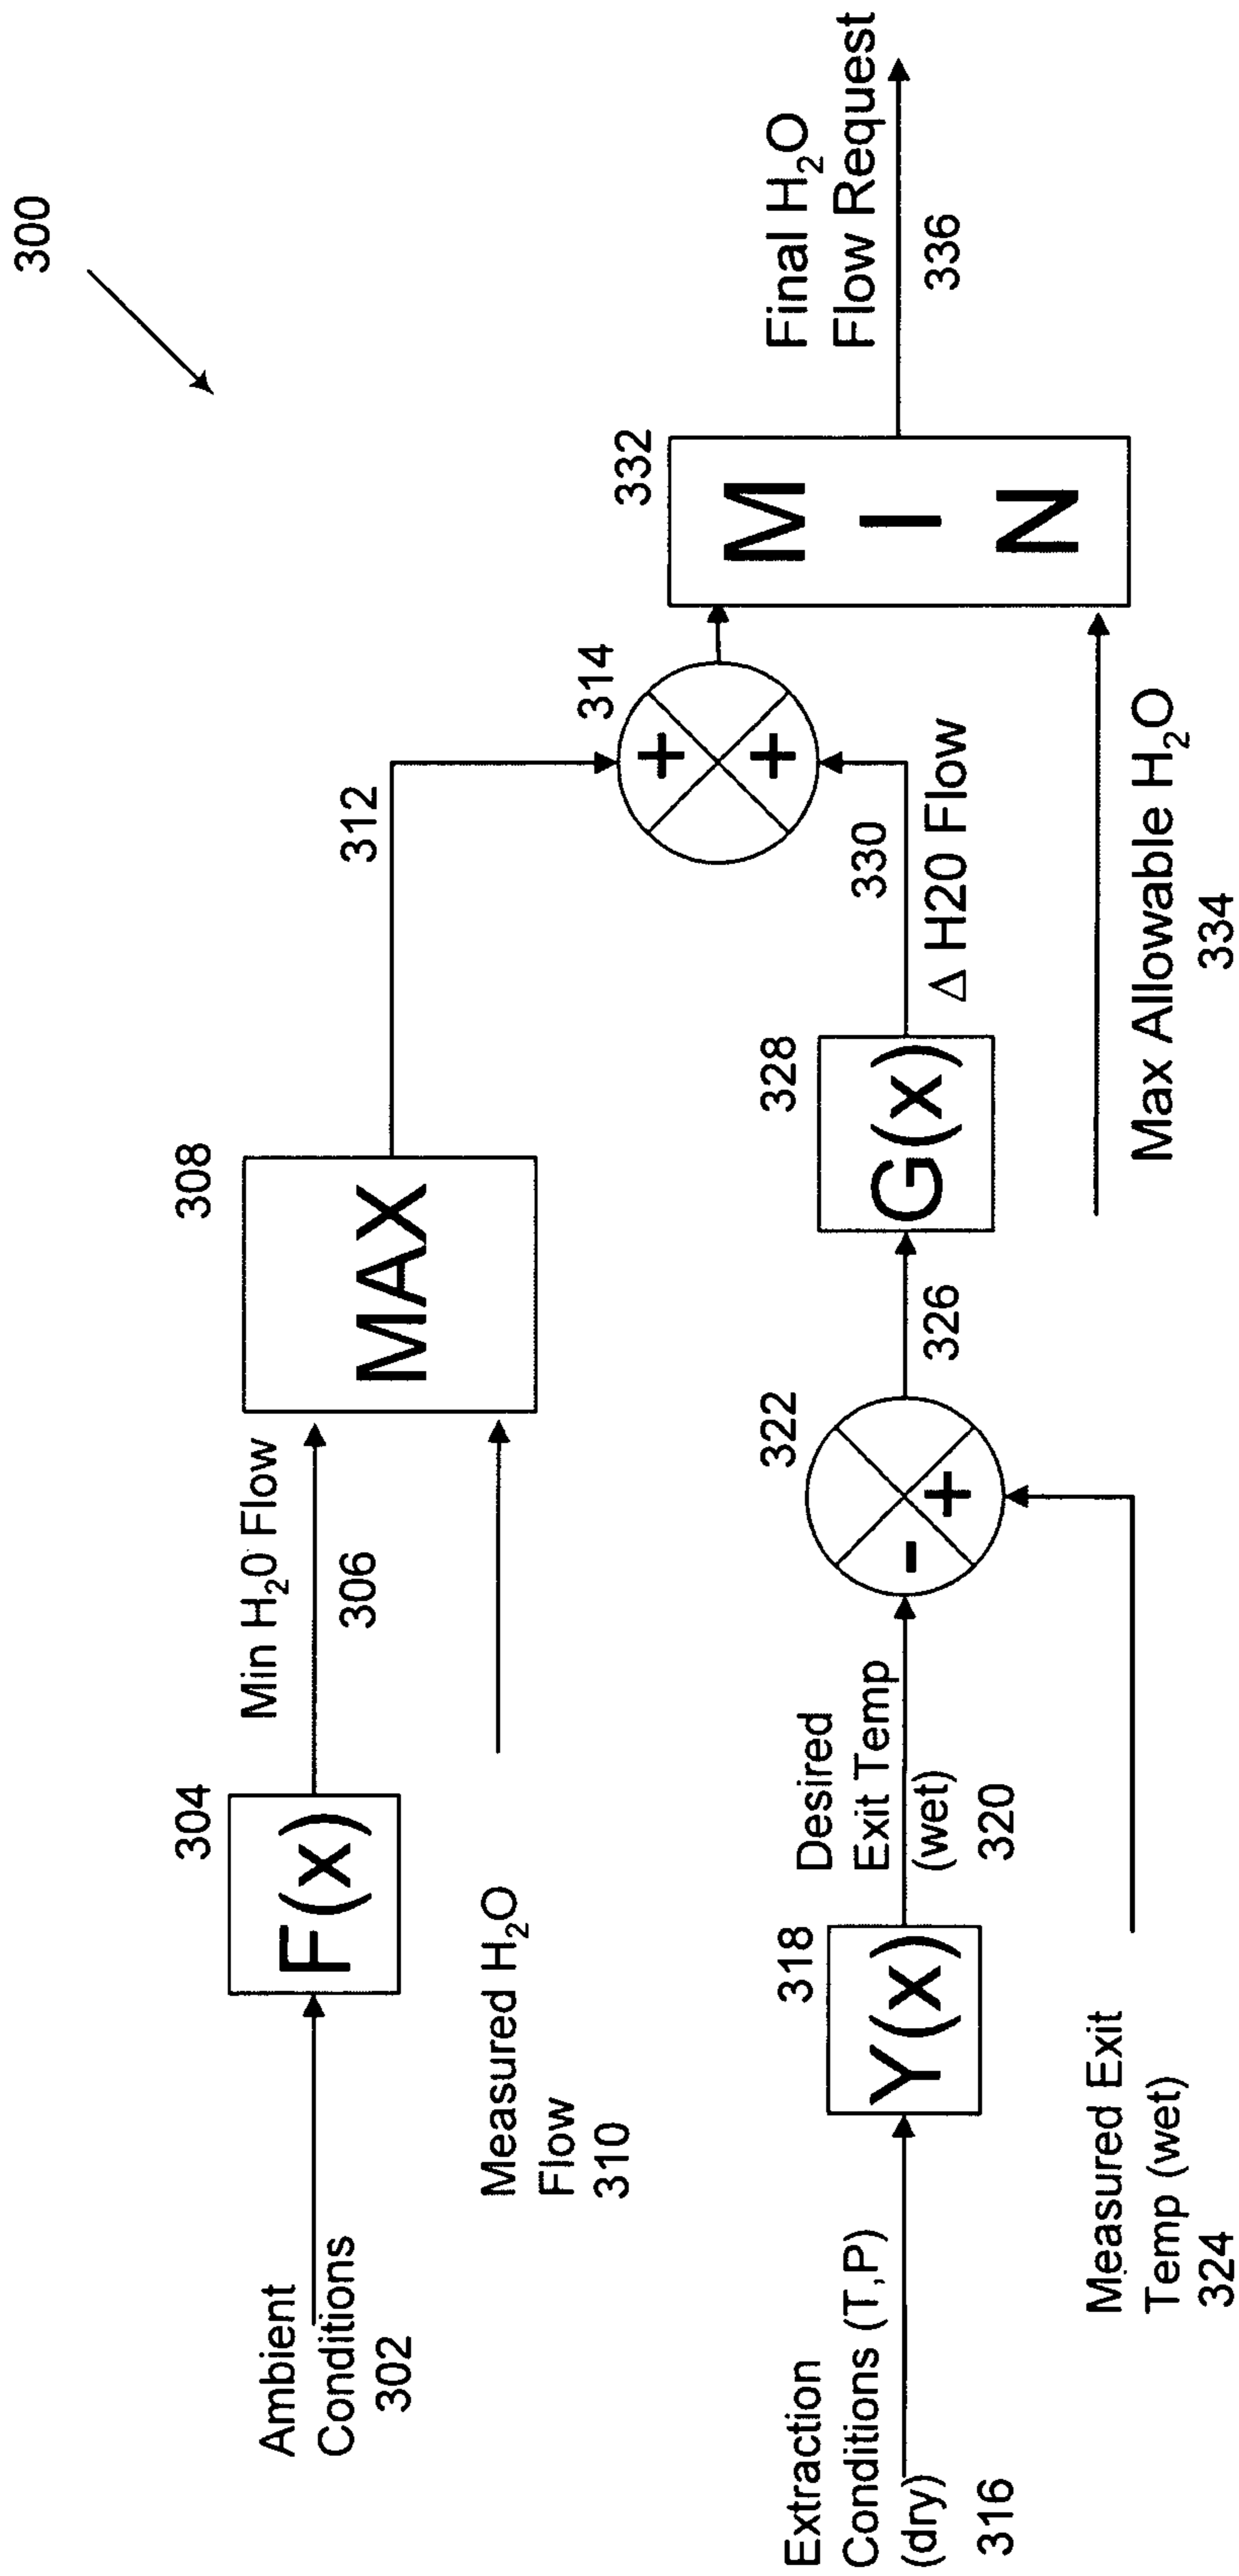 300
Ambient
Conditions
302
304
F(x)
Min H₂0 Flow
306
Measured H₂O
Flow
310
308
MAX
312
314
+
+
Extraction
Conditions (T,P)
(dry)
316
318
Y(x)
Desired
Exit Temp
(wet)
320
322
-
+
Measured Exit
Temp (wet)
324
326
328
G(x)
330
Δ H20 Flow
Max Allowable H₂O
334
332
M
I
N
Final H₂O
Flow Request
336